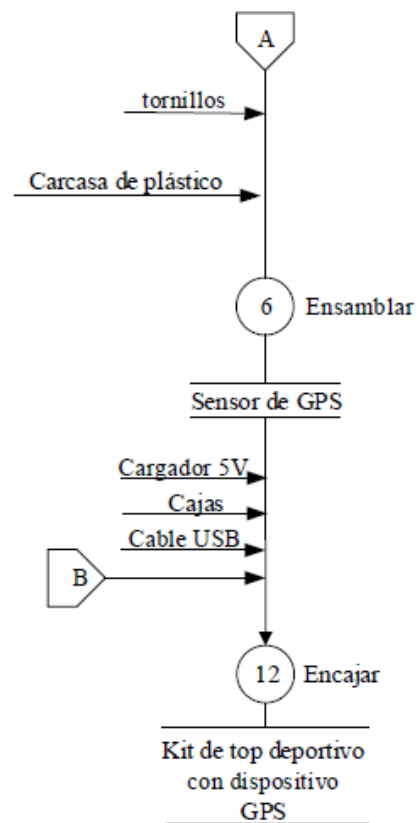 A
tornillos
Carcasa de plástico
6 Ensamblar
Sensor de GPS
Cargador 5V
Cajas
Cable USB
B
12 Encajar
Kit de top deportivo
con dispositivo
GPS